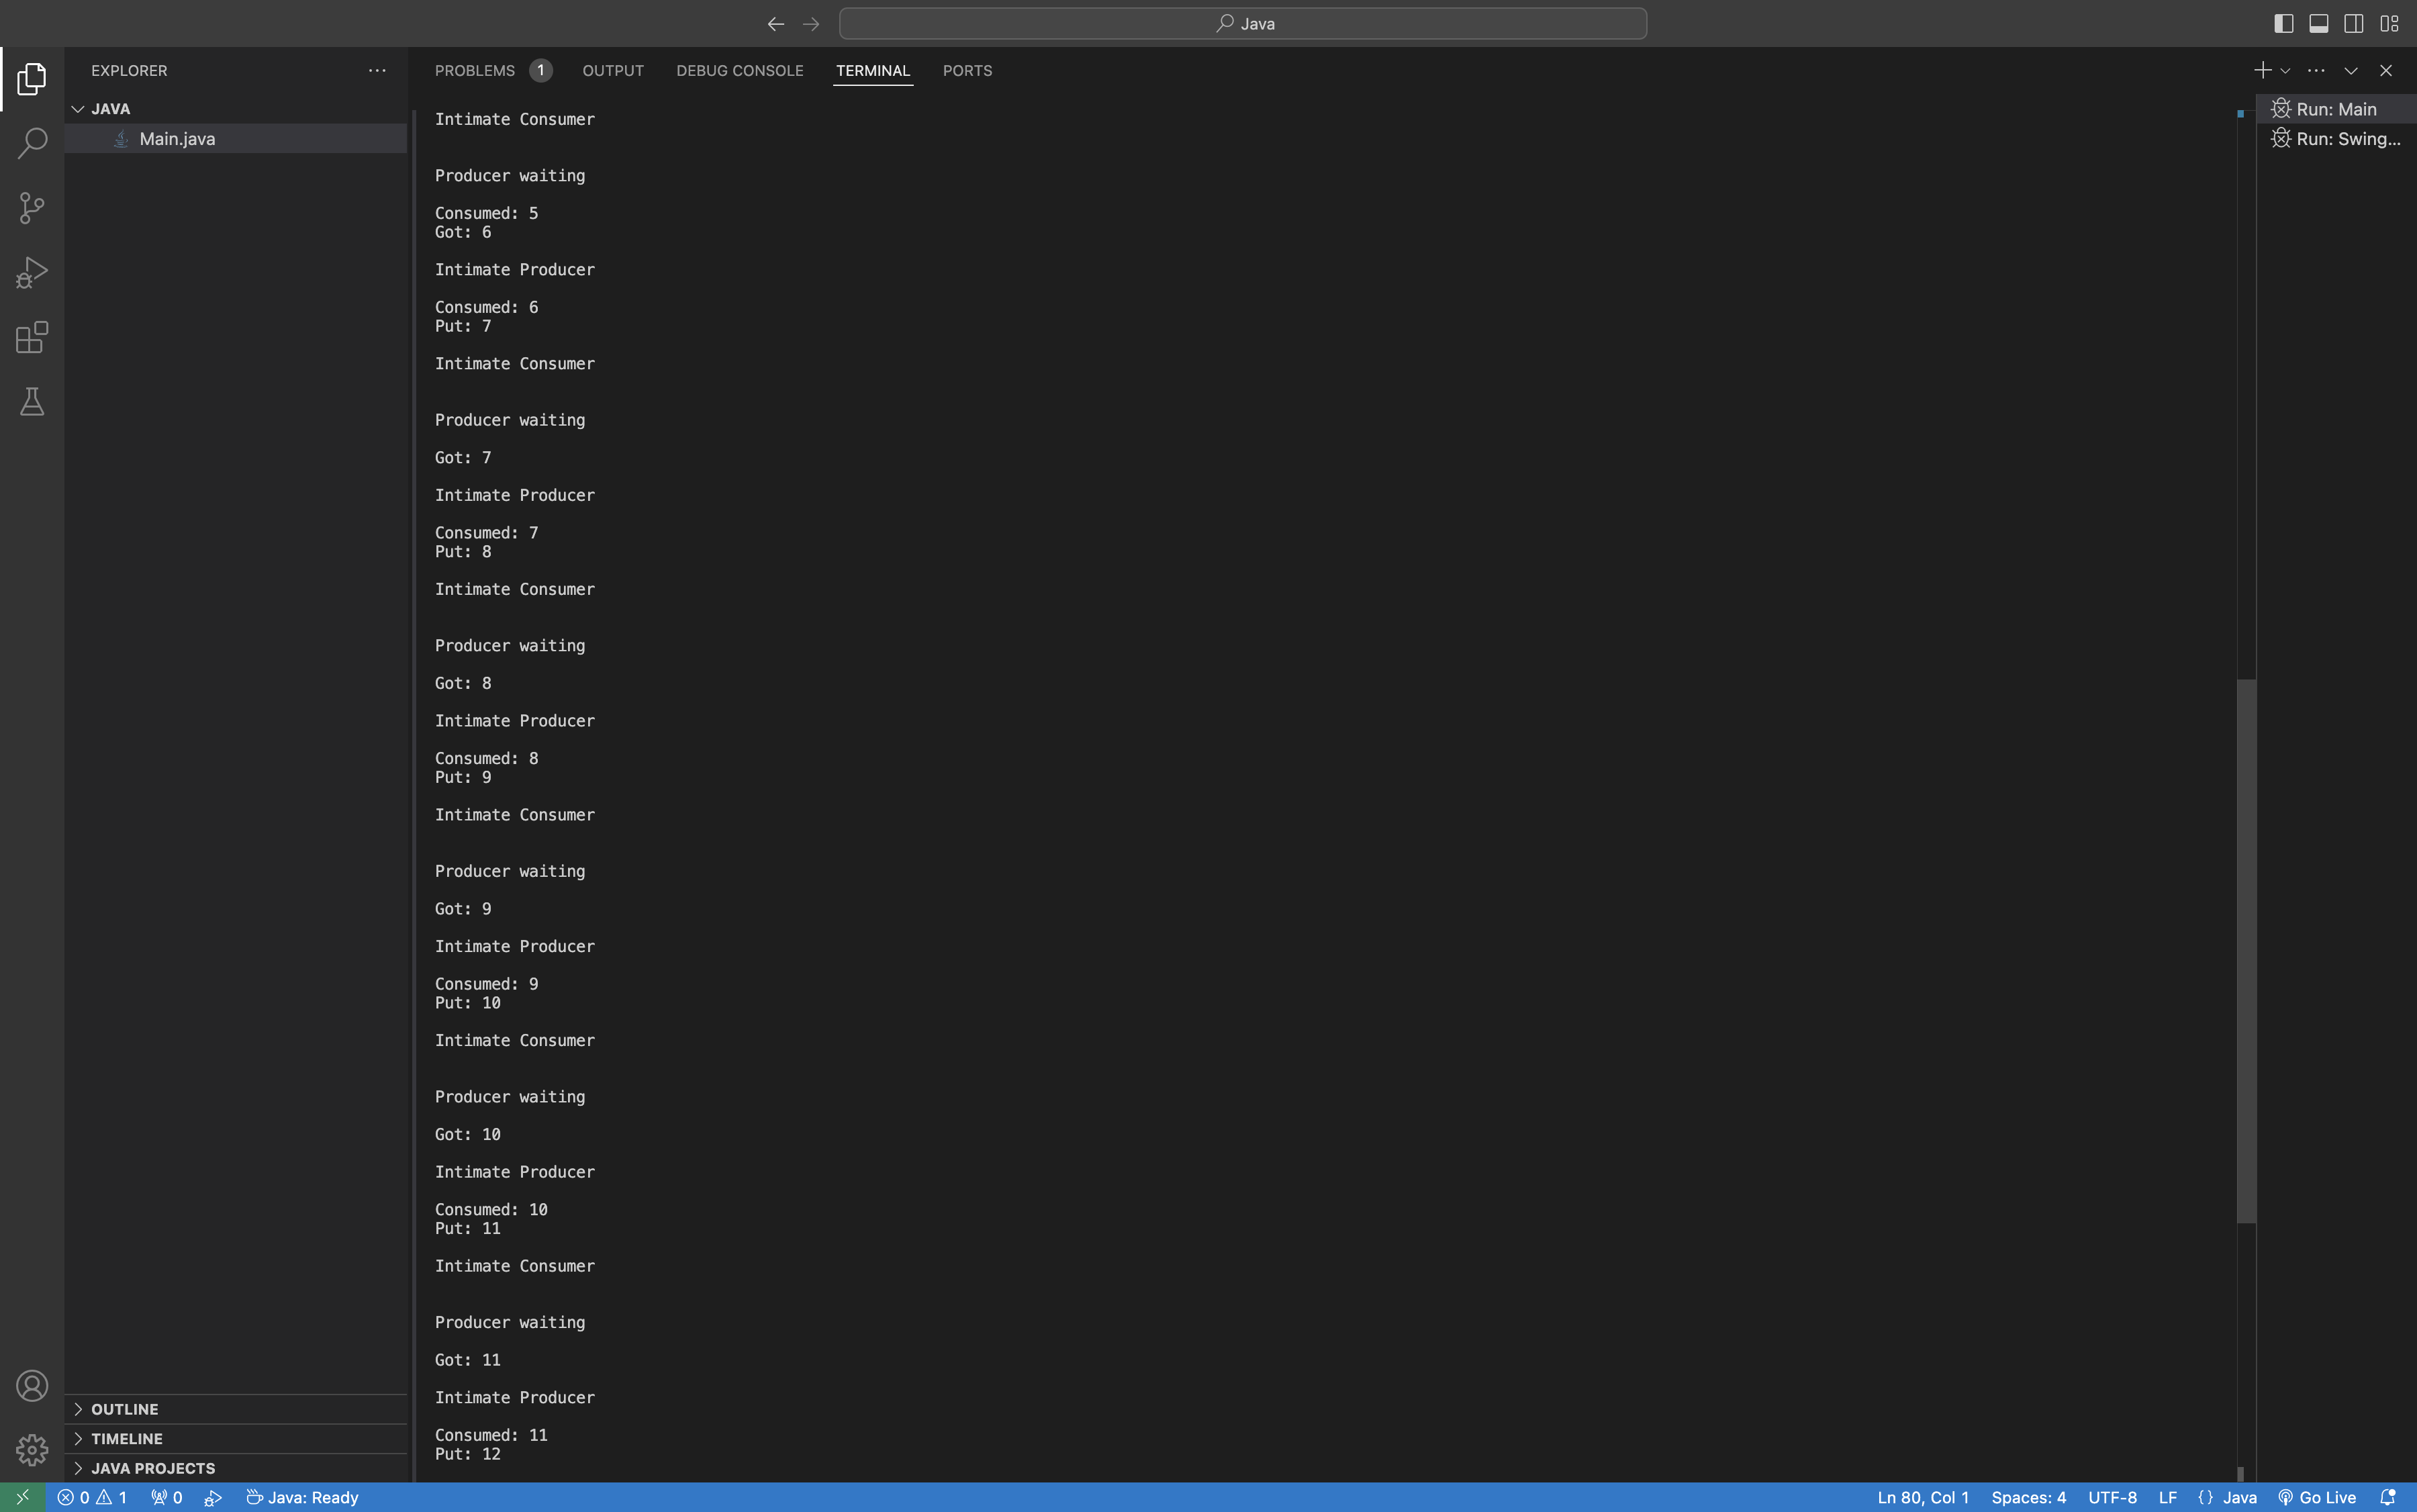 Java
EXPLORER
JAVA
Main.java
PROBLEMS 1 OUTPUT DEBUG CONSOLE TERMINAL PORTS
Intimate Consumer
Producer waiting
Consumed: 5
Got: 6
Intimate Producer
Consumed: 6
Put: 7
Intimate Consumer
Producer waiting
Got: 7
Intimate Producer
Consumed: 7
Put: 8
Intimate Consumer
Producer waiting
Got: 8
Intimate Producer
Consumed: 8
Put: 9
Intimate Consumer
Producer waiting
Got: 9
Intimate Producer
Consumed: 9
Put: 10
Intimate Consumer
Producer waiting
Got: 10
Intimate Producer
Consumed: 10
Put: 11
Intimate Consumer
Producer waiting
Got: 11
Intimate Producer
Consumed: 11
Put: 12
Run: Main
Run: Swing...
OUTLINE
TIMELINE
JAVA PROJECTS
0 1 0 Java: Ready Ln 80, Col 1 Spaces: 4 UTF-8 LF {} Java Go Live